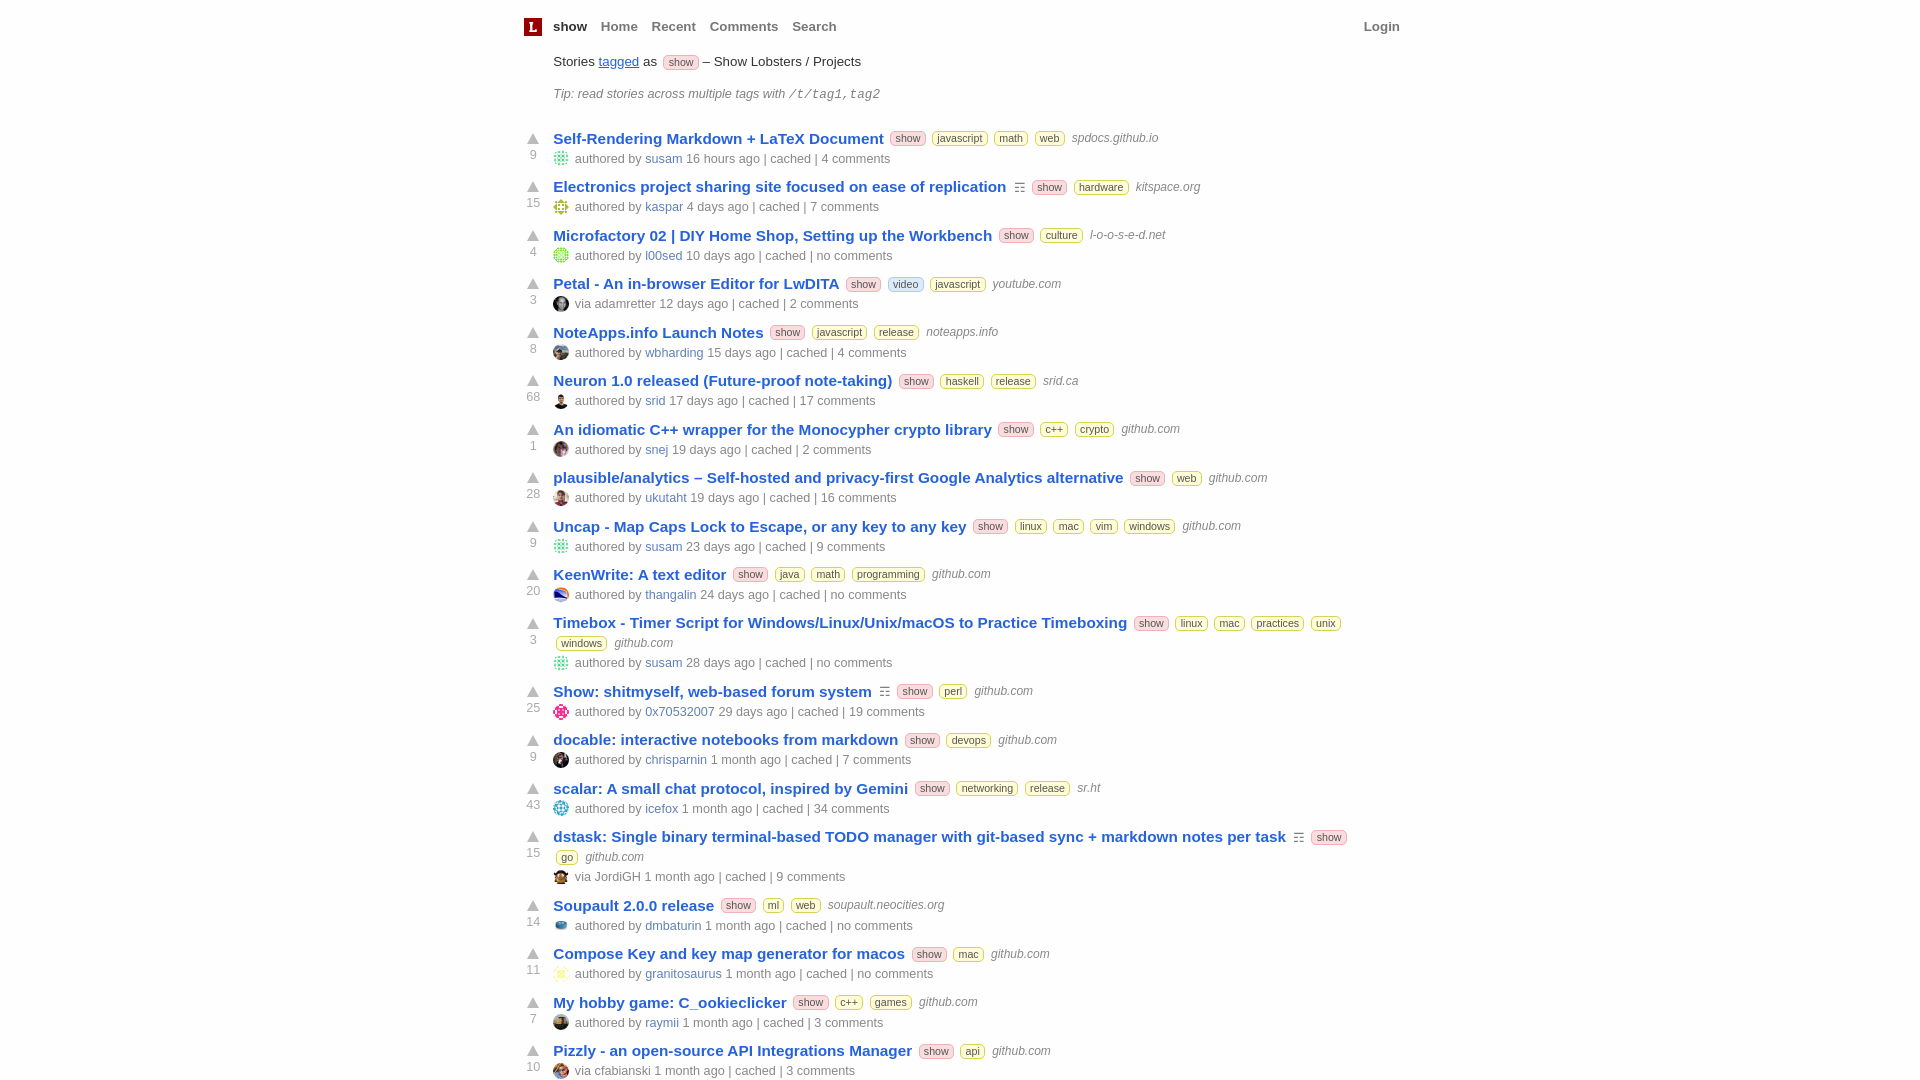 L show Home Recent Comments Search Login
Stories tagged as show – Show Lobsters / Projects
Tip: read stories across multiple tags with /t/tag1,tag2
Self-Rendering Markdown + LaTeX Document show javascript math web spdocs.github.io
9 authored by susam 16 hours ago | cached | 4 comments
Electronics project sharing site focused on ease of replication ☶ show hardware kitspace.org
15 authored by kaspar 4 days ago | cached | 7 comments
Microfactory 02 | DIY Home Shop, Setting up the Workbench show culture l-o-o-s-e-d.net
4 authored by l00sed 10 days ago | cached | no comments
Petal - An in-browser Editor for LwDITA show video javascript youtube.com
3 via adamretter 12 days ago | cached | 2 comments
NoteApps.info Launch Notes show javascript release noteapps.info
8 authored by wbharding 15 days ago | cached | 4 comments
Neuron 1.0 released (Future-proof note-taking) show haskell release srid.ca
68 authored by srid 17 days ago | cached | 17 comments
An idiomatic C++ wrapper for the Monocypher crypto library show c++ crypto github.com
1 authored by snej 19 days ago | cached | 2 comments
plausible/analytics – Self-hosted and privacy-first Google Analytics alternative show web github.com
28 authored by ukutaht 19 days ago | cached | 16 comments
Uncap - Map Caps Lock to Escape, or any key to any key show linux mac vim windows github.com
9 authored by susam 23 days ago | cached | 9 comments
KeenWrite: A text editor show java math programming github.com
20 authored by thangalin 24 days ago | cached | no comments
Timebox - Timer Script for Windows/Linux/Unix/macOS to Practice Timeboxing show linux mac practices unix
3 windows github.com
authored by susam 28 days ago | cached | no comments
Show: shitmyself, web-based forum system ☶ show perl github.com
25 authored by 0x70532007 29 days ago | cached | 19 comments
docable: interactive notebooks from markdown show devops github.com
9 authored by chrisparnin 1 month ago | cached | 7 comments
scalar: A small chat protocol, inspired by Gemini show networking release sr.ht
43 authored by icefox 1 month ago | cached | 34 comments
dstask: Single binary terminal-based TODO manager with git-based sync + markdown notes per task ☶ show
15 go github.com
via JordiGH 1 month ago | cached | 9 comments
Soupault 2.0.0 release show ml web soupault.neocities.org
14 authored by dmbaturin 1 month ago | cached | no comments
Compose Key and key map generator for macos show mac github.com
11 authored by granitosaurus 1 month ago | cached | no comments
My hobby game: C_ookieclicker show c++ games github.com
7 authored by raymii 1 month ago | cached | 3 comments
Pizzly - an open-source API Integrations Manager show api github.com
10 via cfabianski 1 month ago | cached | 3 comments